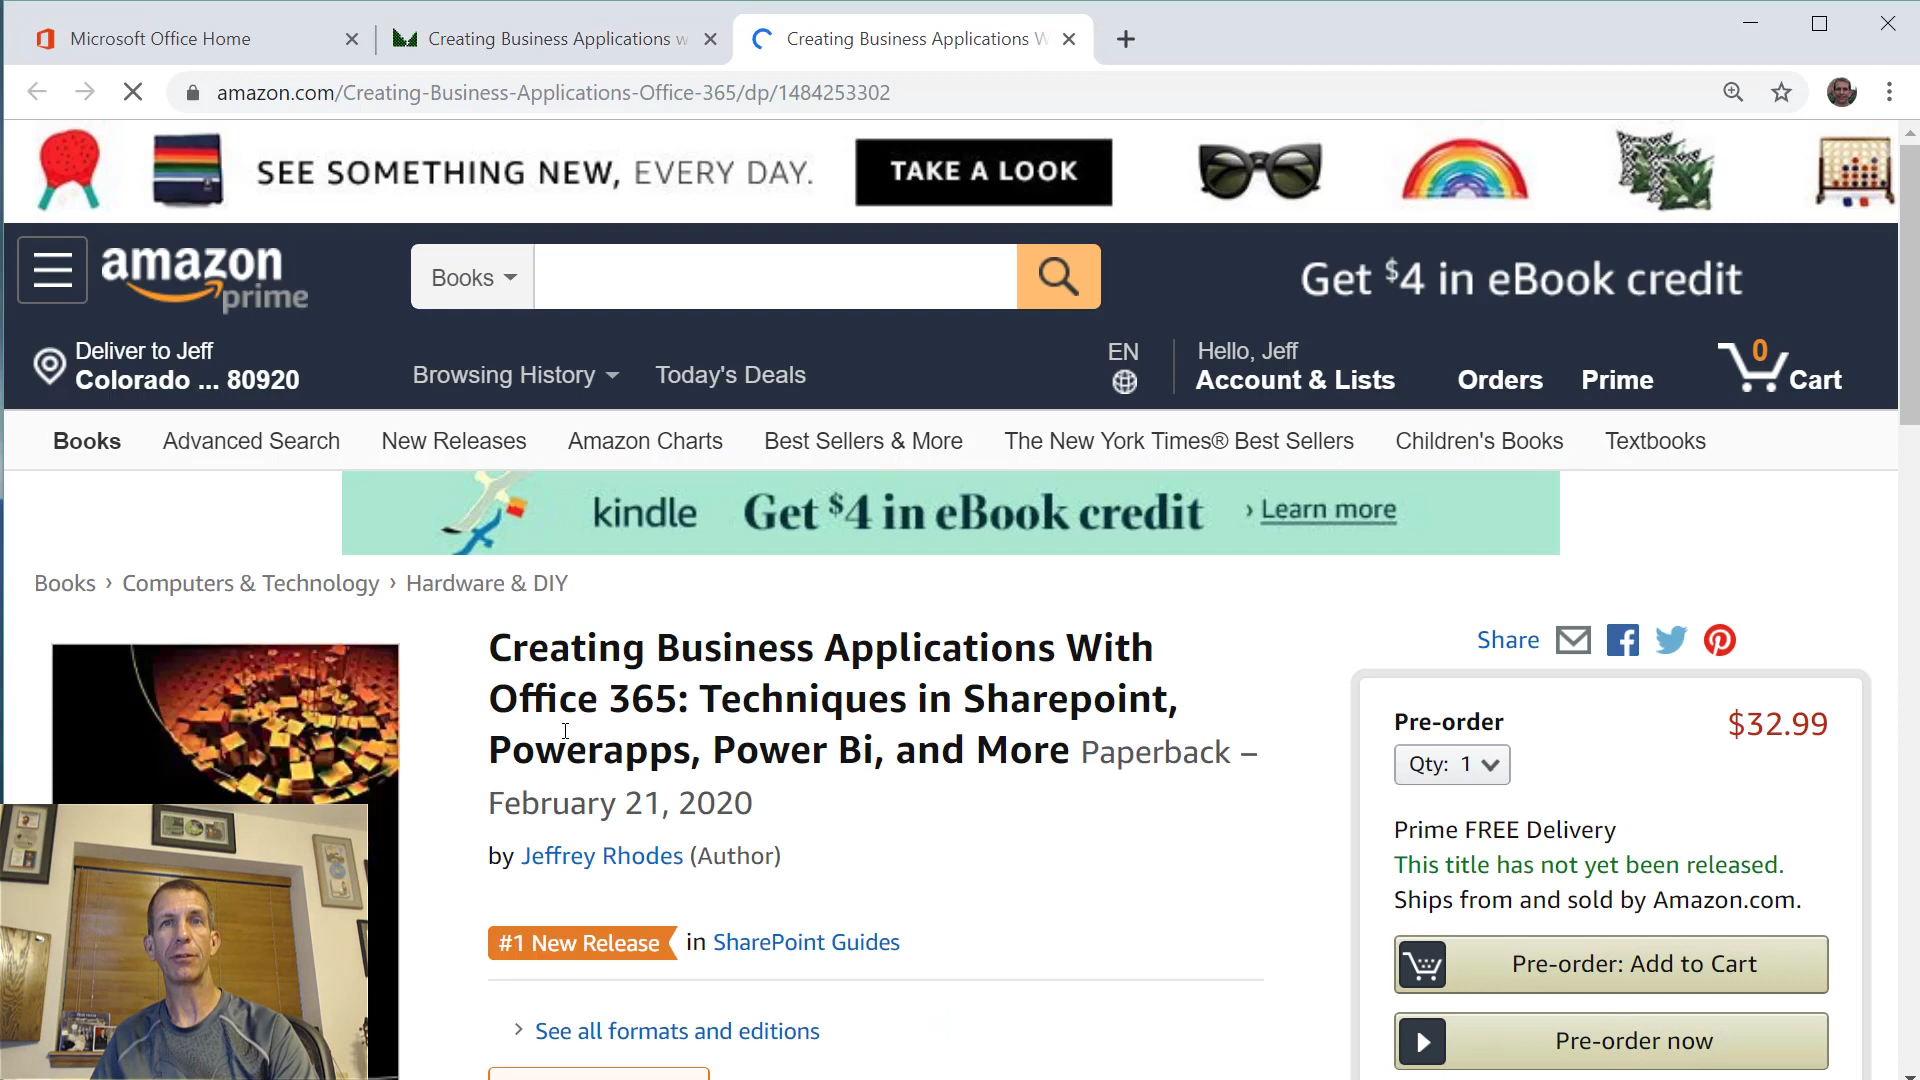 Microsoft Office Home
Creating Business Applications w
Creating Business Applications W
amazon.com/Creating-Business-Applications-Office-365/dp/1484253302
SEE SOMETHING NEW, EVERY DAY.
TAKE A LOOK
amazon
prime
Books
Get $4 in eBook credit
Deliver to Jeff
Colorado ... 80920
Browsing History
Today's Deals
EN
Hello, Jeff
Account & Lists
Orders
Prime
0
Cart
Books
Advanced Search
New Releases
Amazon Charts
Best Sellers & More
The New York Times® Best Sellers
Children's Books
Textbooks
kindle
Get $4 in eBook credit
› Learn more
Books › Computers & Technology › Hardware & DIY
Creating Business Applications With
Office 365: Techniques in Sharepoint,
Powerapps, Power Bi, and More Paperback –
February 21, 2020
by Jeffrey Rhodes (Author)
#1 New Release in SharePoint Guides
› See all formats and editions
Share
Pre-order
$32.99
Qty: 1
Prime FREE Delivery
This title has not yet been released.
Ships from and sold by Amazon.com.
Pre-order: Add to Cart
Pre-order now